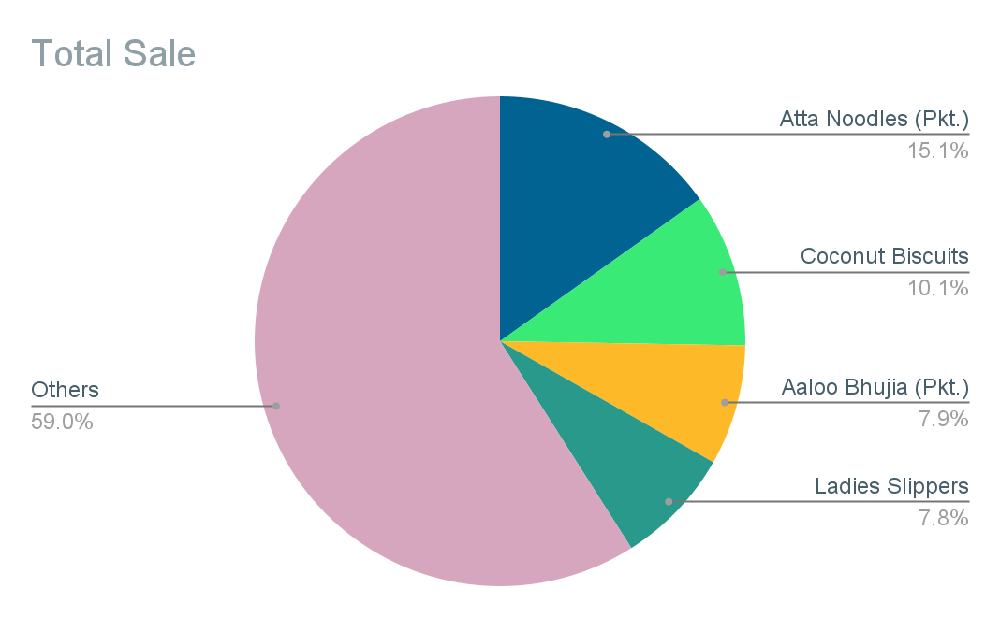 Total Sale
Atta Noodles (Pkt.)
15.1%
Coconut Biscuits
10.1%
Aaloo Bhujia (Pkt.)
7.9%
Ladies Slippers
7.8%
Others
59.0%